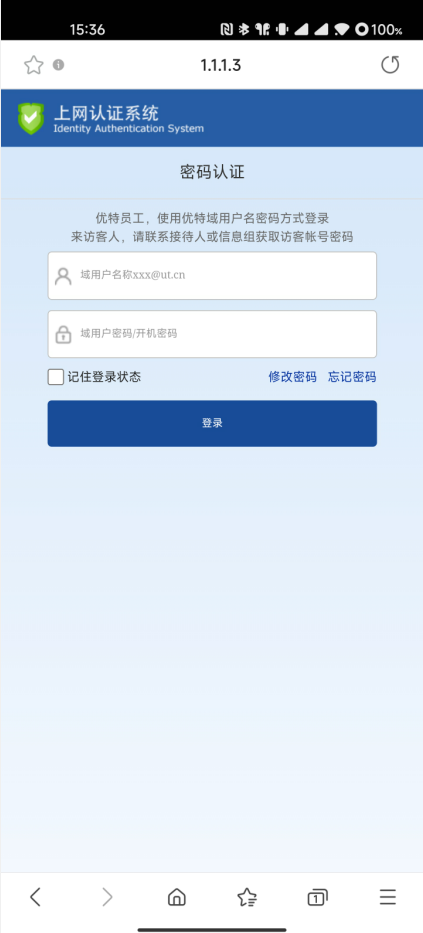 15:36
100%
1.1.1.3
上网认证系统
Identity Authentication System
密码认证
优特员工，使用优特域用户名密码方式登录
来访客人，请联系接待人或信息组获取访客帐号密码
域用户名称xxx@ut.cn
域用户密码/开机密码
记住登录状态 修改密码 忘记密码
登录
1